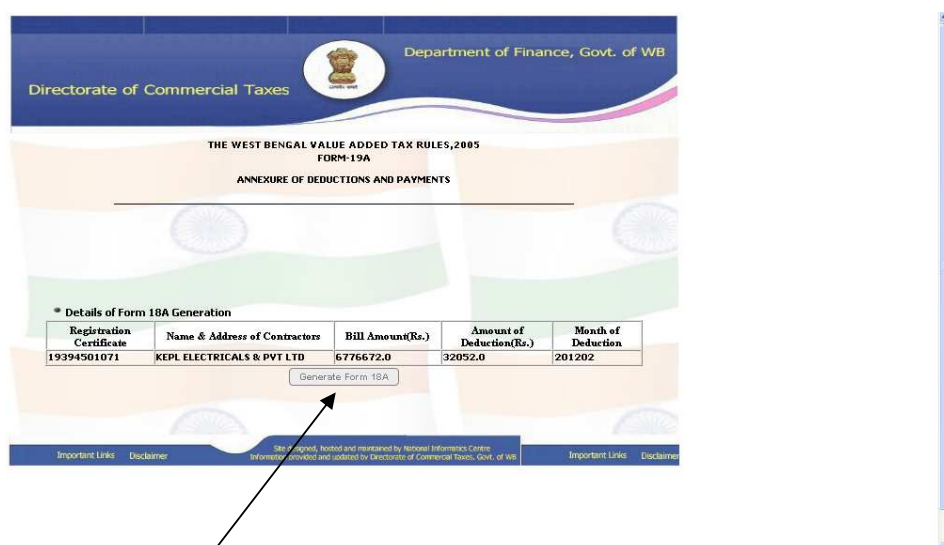 Department of Finance, Govt. of WB
Directorate of Commercial Taxes
THE WEST BENGAL VALUE ADDED TAX RULES,2005
FORM-19A
ANNEXURE OF DEDUCTIONS AND PAYMENTS
Details of Form 18A Generation
Registration Certificate Name & Address of Contractors Bill Amount(Rs.) Amount of Deduction(Rs.) Month of Deduction
19394501071 KEPL ELECTRICALS & PVT LTD 6776672.0 32052.0 201202
Generate Form 18A
Important Links Disclaimer
Site designed, hosted and maintained by National Informatics Centre
Information provided and updated by Directorate of Commercial Taxes, Govt. of WB
Important Links Disclaimer